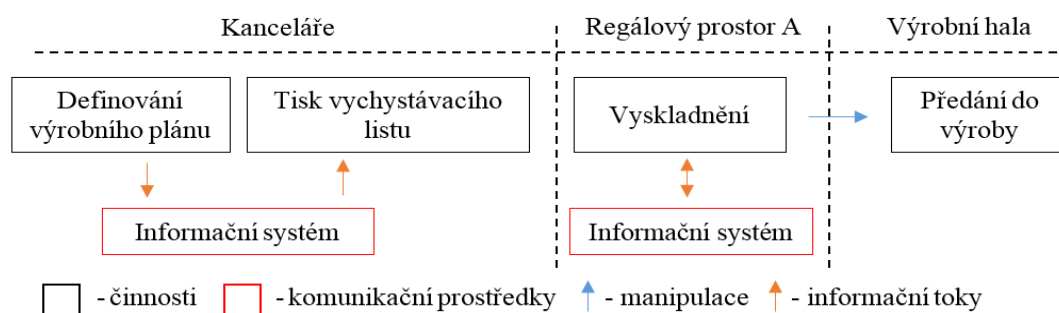 Kanceláře
Regálový prostor A
Výrobní hala
Definování
výrobního plánu
Tisk vychystávacího
listu
Vyskladnění
Předání do
výroby
Informační systém
Informační systém
- činnosti
- komunikační prostředky
- manipulace
- informační toky